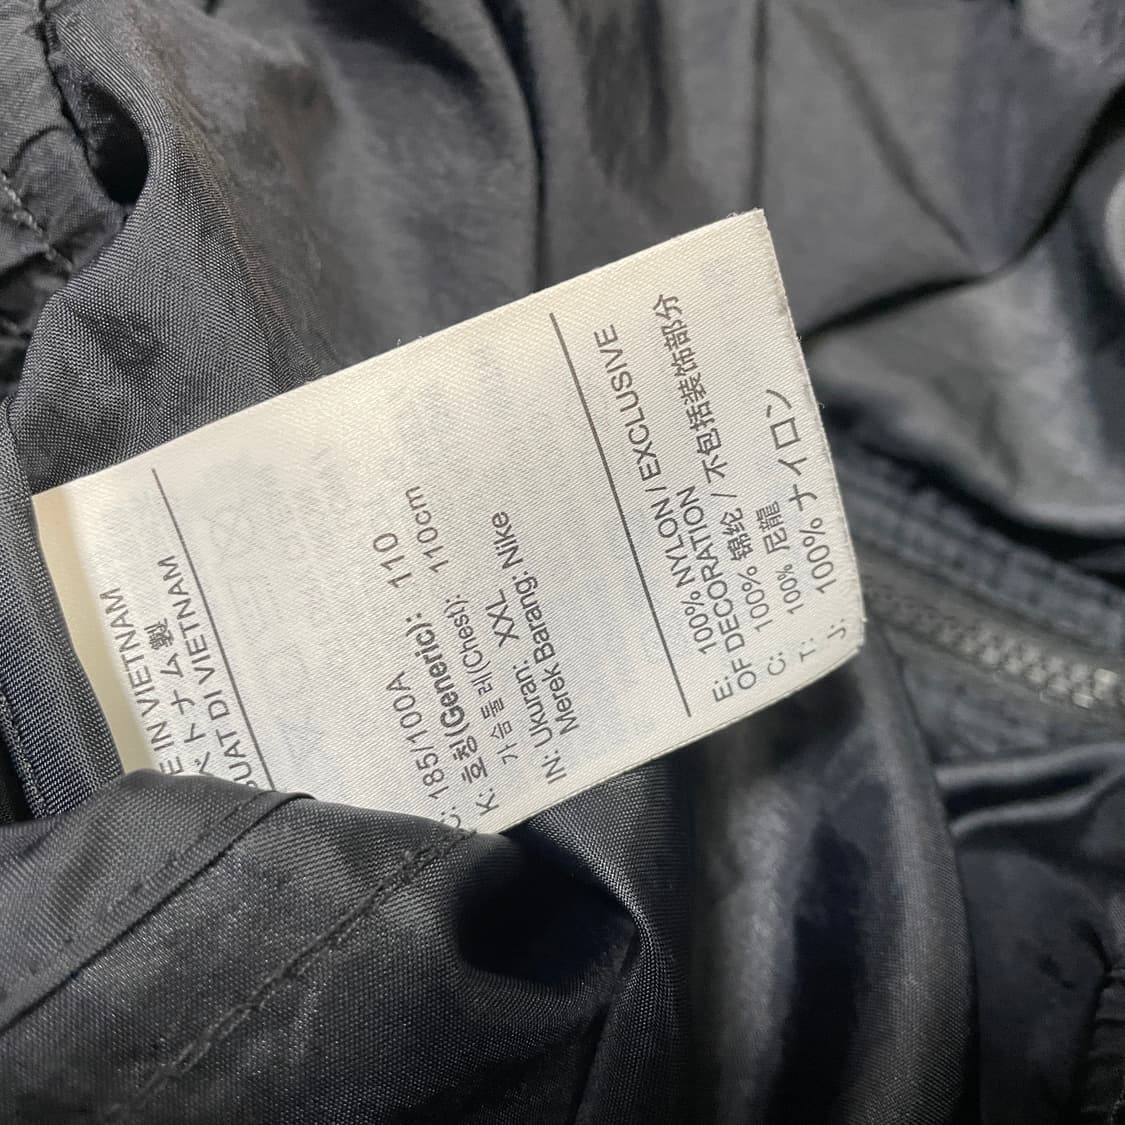 E IN VIETNAM
ベトナム製
BUAT DI VIETNAM
C: 185/100A
K: 호칭(Generic): 110
가슴둘레(Chest): 110cm
IN: Ukuran: XXL
Merek Barang: Nike
E: 100% NYLON/ EXCLUSIVE
OF DECORATION
C: 100% 锦纶 / 不包括装饰部分
T: 100% 尼龍
J: 100% ナイロン